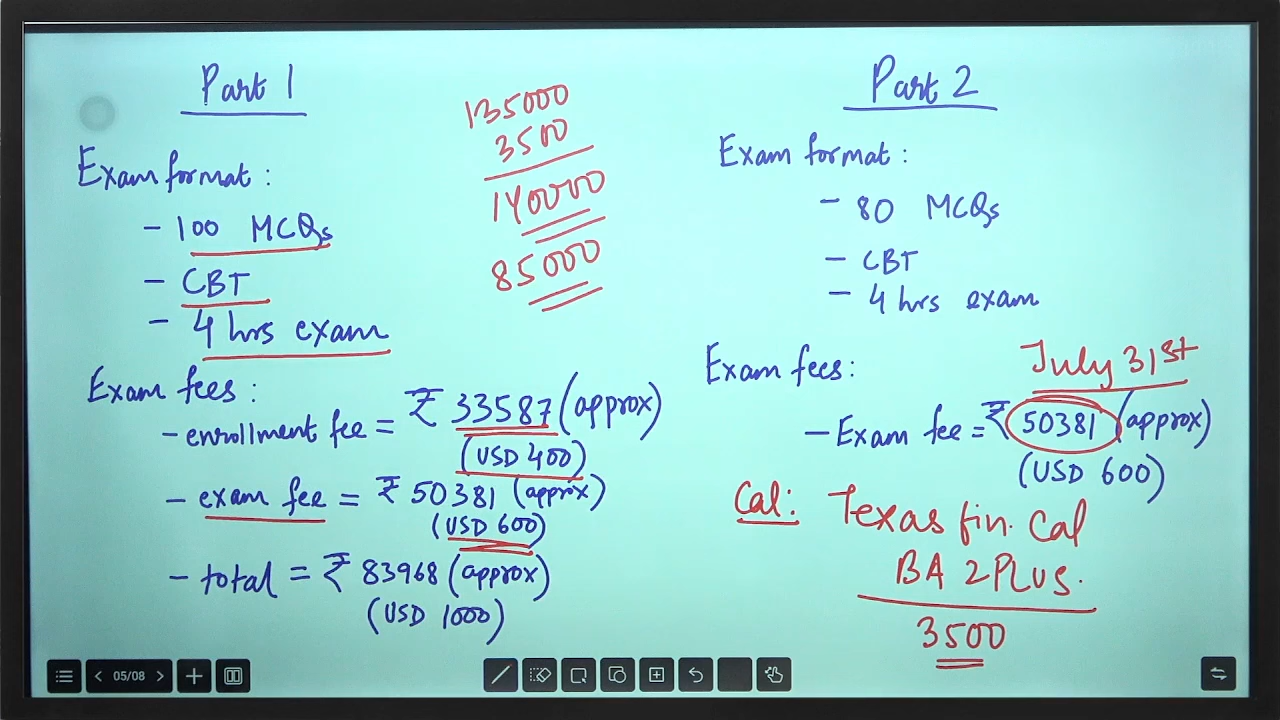 Part 1
Exam format :
- 100 MCQs
- CBT
- 4 hrs exam
Exam fees :
- enrollment fee = ₹ 33587 (approx)
(USD 400)
- exam fee = ₹ 50381 (approx)
(USD 600)
- total = ₹ 83968 (approx)
(USD 1000)
135000
3500
140000
85000
Part 2
Exam format :
- 80 MCQs
- CBT
- 4 hrs exam
Exam fees :
July 31st
- Exam fee = ₹ 50381 (approx)
(USD 600)
Cal : Texas fin. Cal
BA 2 PLUS.
3500
05/08